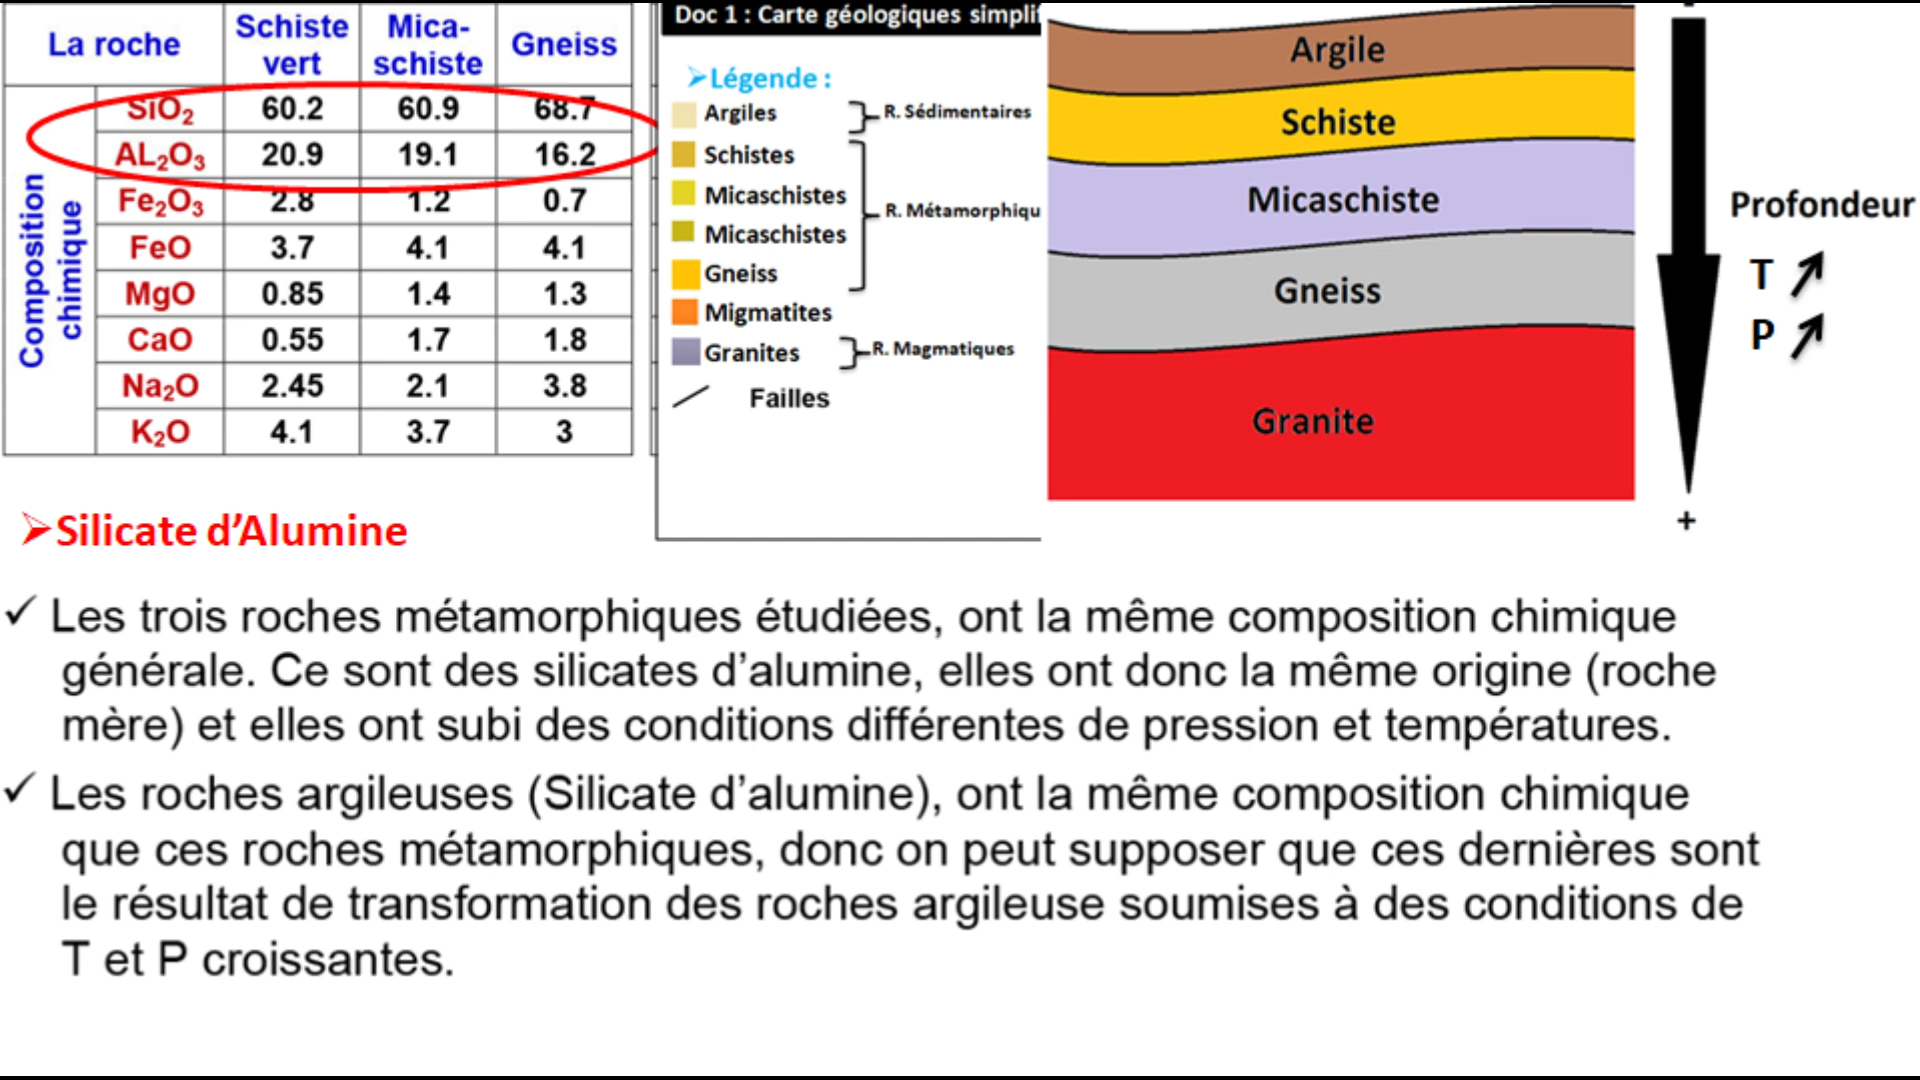 La roche Schiste vert Mica-schiste Gneiss
Composition chimique
SiO2 60.2 60.9 68.7
AL2O3 20.9 19.1 16.2
Fe2O3 2.8 1.2 0.7
FeO 3.7 4.1 4.1
MgO 0.85 1.4 1.3
CaO 0.55 1.7 1.8
Na2O 2.45 2.1 3.8
K2O 4.1 3.7 3
➢Silicate d’Alumine
Doc 1 : Carte géologiques simplif
➢Légende :
Argiles
R. Sédimentaires
Schistes
Micaschistes
Micaschistes
Gneiss
R. Métamorphiqu
Migmatites
Granites
R. Magmatiques
Failles
Argile
Schiste
Micaschiste
Gneiss
Granite
Profondeur
T
P
+
✓ Les trois roches métamorphiques étudiées, ont la même composition chimique
générale. Ce sont des silicates d’alumine, elles ont donc la même origine (roche
mère) et elles ont subi des conditions différentes de pression et températures.
✓ Les roches argileuses (Silicate d’alumine), ont la même composition chimique
que ces roches métamorphiques, donc on peut supposer que ces dernières sont
le résultat de transformation des roches argileuse soumises à des conditions de
T et P croissantes.